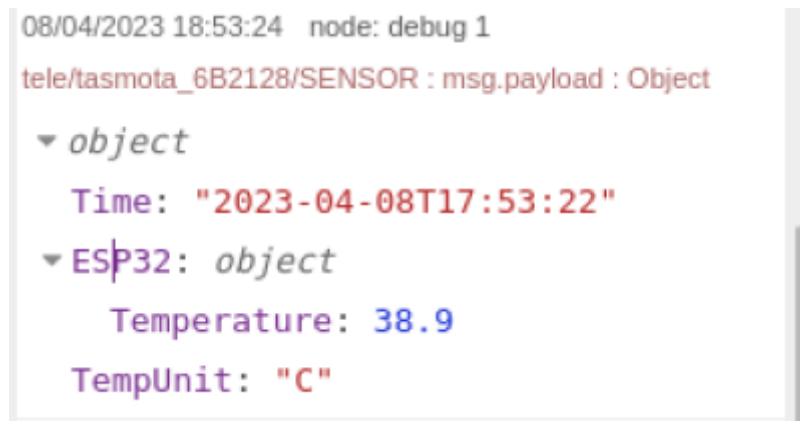 08/04/2023 18:53:24 node: debug 1
tele/tasmota_6B2128/SENSOR : msg.payload : Object
object
Time: "2023-04-08T17:53:22"
ESP32: object
Temperature: 38.9
TempUnit: "C"